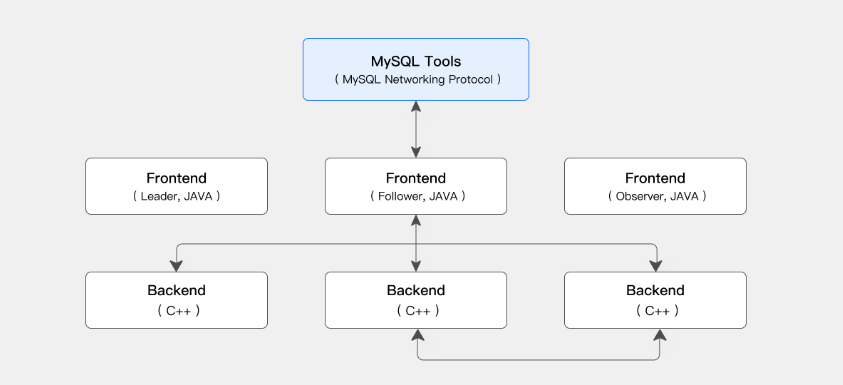 MySQL Tools
( MySQL Networking Protocol )
Frontend
( Leader, JAVA )
Frontend
( Follower, JAVA )
Frontend
( Observer, JAVA )
Backend
( C++ )
Backend
( C++ )
Backend
( C++ )